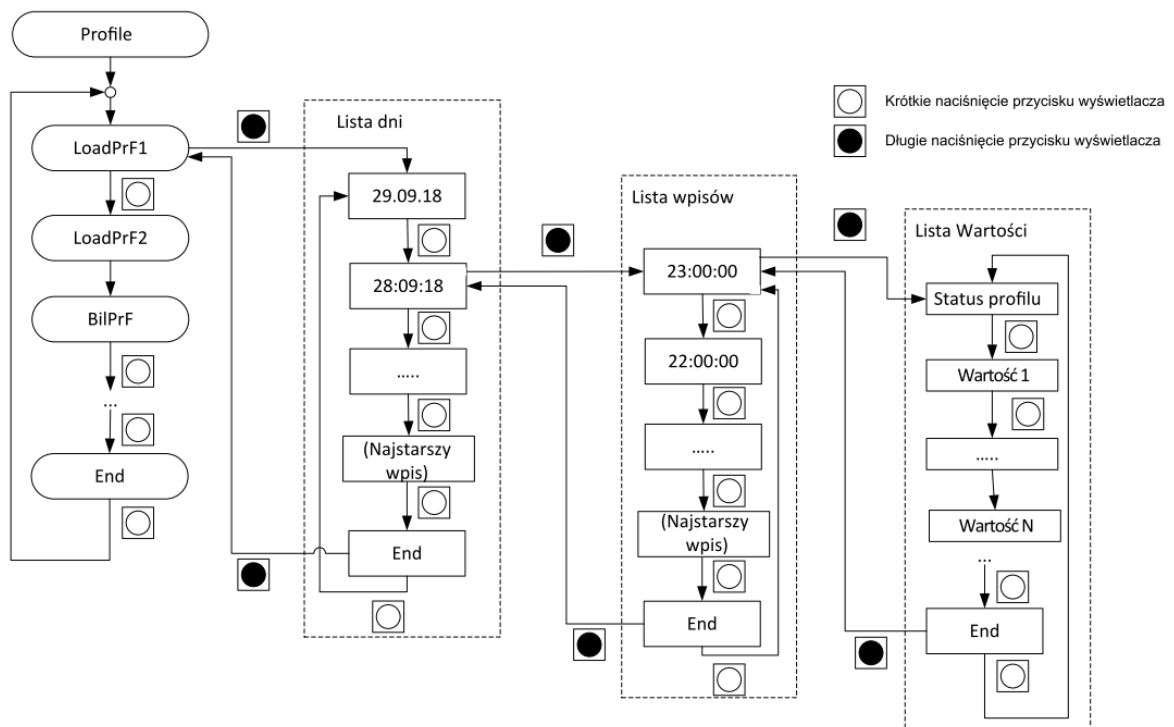 Profile
LoadPrF1
LoadPrF2
BilPrF
...
End
Lista dni
29.09.18
28:09:18
.....
(Najstarszy
wpis)
End
Lista wpisów
23:00:00
22:00:00
.....
(Najstarszy
wpis)
End
Krótkie naciśnięcie przycisku wyświetlacza
Długie naciśnięcie przycisku wyświetlacza
Lista Wartości
Status profilu
Wartość 1
.....
Wartość N
...
End